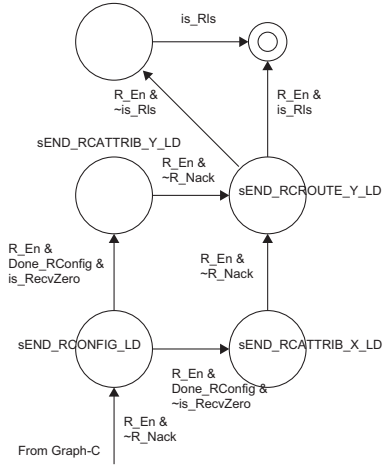 is_Rls
R_En &
~is_Rls
R_En &
is_Rls
sEND_RCATTRIB_Y_LD
R_En &
~R_Nack
sEND_RCROUTE_Y_LD
R_En &
Done_RConfig &
is_RecvZero
R_En &
~R_Nack
sEND_RCONFIG_LD
sEND_RCATTRIB_X_LD
R_En &
Done_RConfig &
~is_RecvZero
R_En &
~R_Nack
From Graph-C